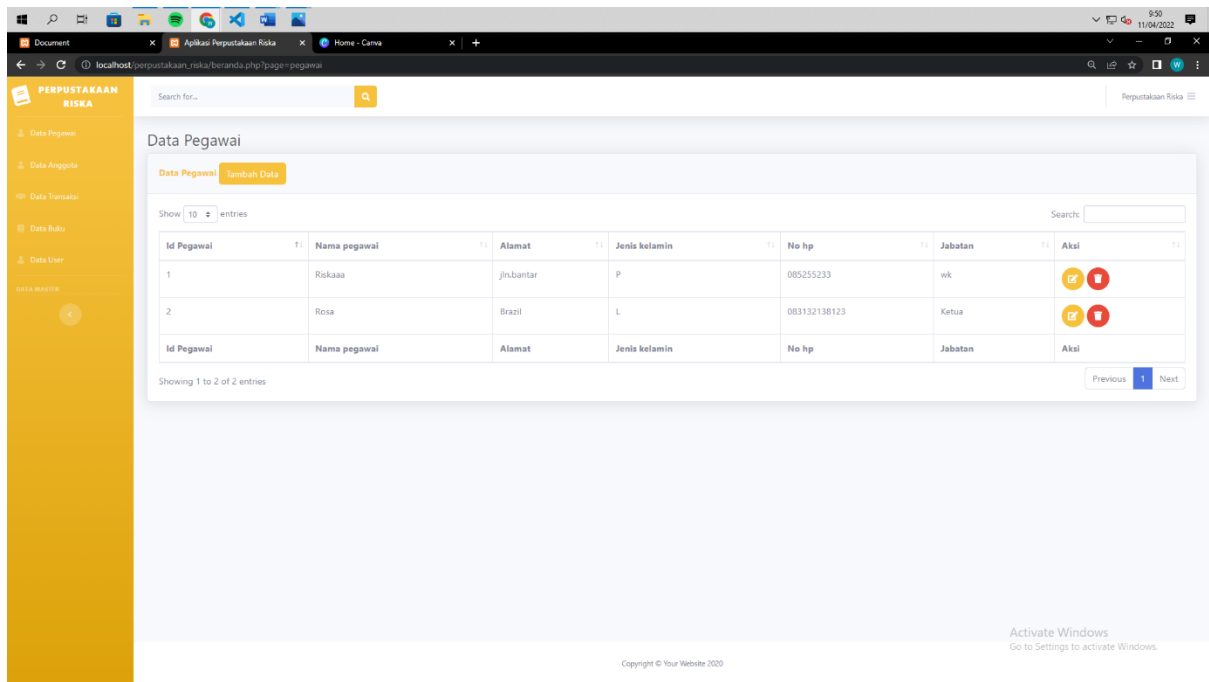 9:50
11/04/2022
Document
Aplikasi Perpustakaan Riska
Home - Canva
localhost/perpustakaan_riska/beranda.php?page=pegawai
W
PERPUSTAKAAN
RISKA
Search for...
Perpustakaan Riska
Data Pegawai
Data Anggota
Data Transaksi
Data Buku
Data User
DATA MASTER
Data Pegawai
Data Pegawai Tambah Data
Show 10 entries
Search:
Id Pegawai Nama pegawai Alamat Jenis kelamin No hp Jabatan Aksi
1 Riskaaa jln.bantar P 085255233 wk
2 Rosa Brazil L 083132138123 Ketua
Id Pegawai Nama pegawai Alamat Jenis kelamin No hp Jabatan Aksi
Showing 1 to 2 of 2 entries
Previous 1 Next
Activate Windows
Go to Settings to activate Windows.
Copyright © Your Website 2020